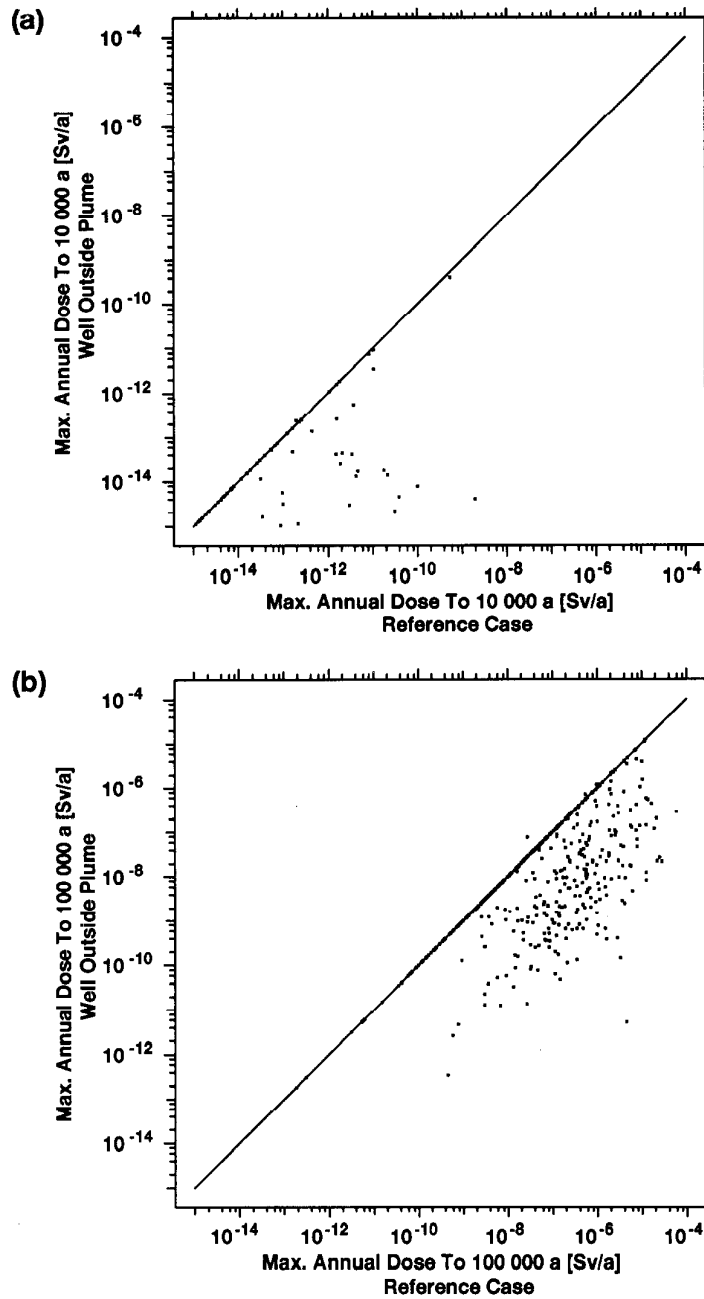 (a)
10^-4
10^-6
10^-8
10^-10
10^-12
10^-14
Max. Annual Dose To 10 000 a [Sv/a]
Well Outside Plume
10^-14 10^-12 10^-10 10^-8 10^-6 10^-4
Max. Annual Dose To 10 000 a [Sv/a]
Reference Case
(b)
10^-4
10^-6
10^-8
10^-10
10^-12
10^-14
Max. Annual Dose To 100 000 a [Sv/a]
Well Outside Plume
10^-14 10^-12 10^-10 10^-8 10^-6 10^-4
Max. Annual Dose To 100 000 a [Sv/a]
Reference Case